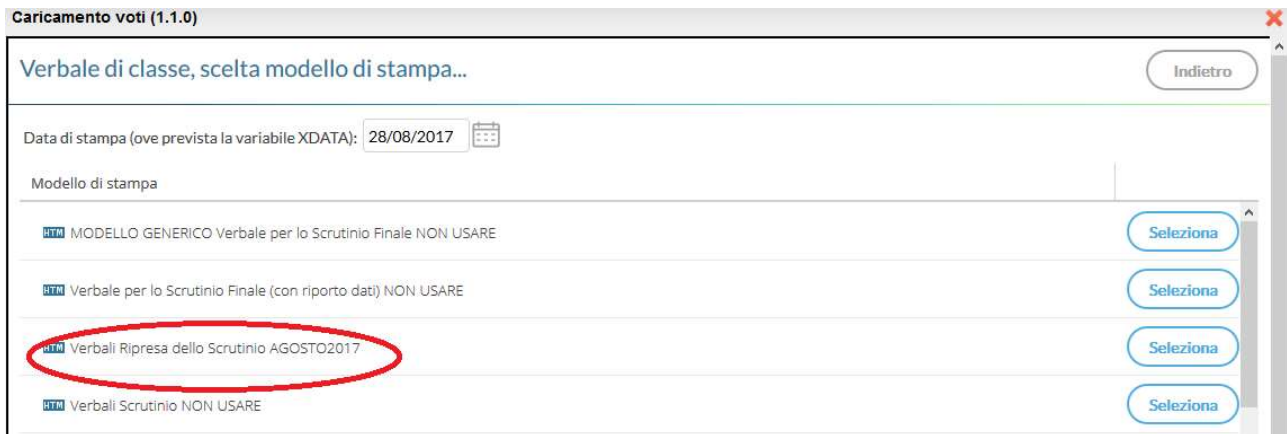 Caricamento voti (1.1.0)
Verbale di classe, scelta modello di stampa...
Indietro
Data di stampa (ove prevista la variabile XDATA): 28/08/2017
Modello di stampa
HTM MODELLO GENERICO Verbale per lo Scrutinio Finale NON USARE Seleziona
HTM Verbale per lo Scrutinio Finale (con riporto dati) NON USARE Seleziona
HTM Verbali Ripresa dello Scrutinio AGOSTO2017 Seleziona
HTM Verbali Scrutinio NON USARE Seleziona